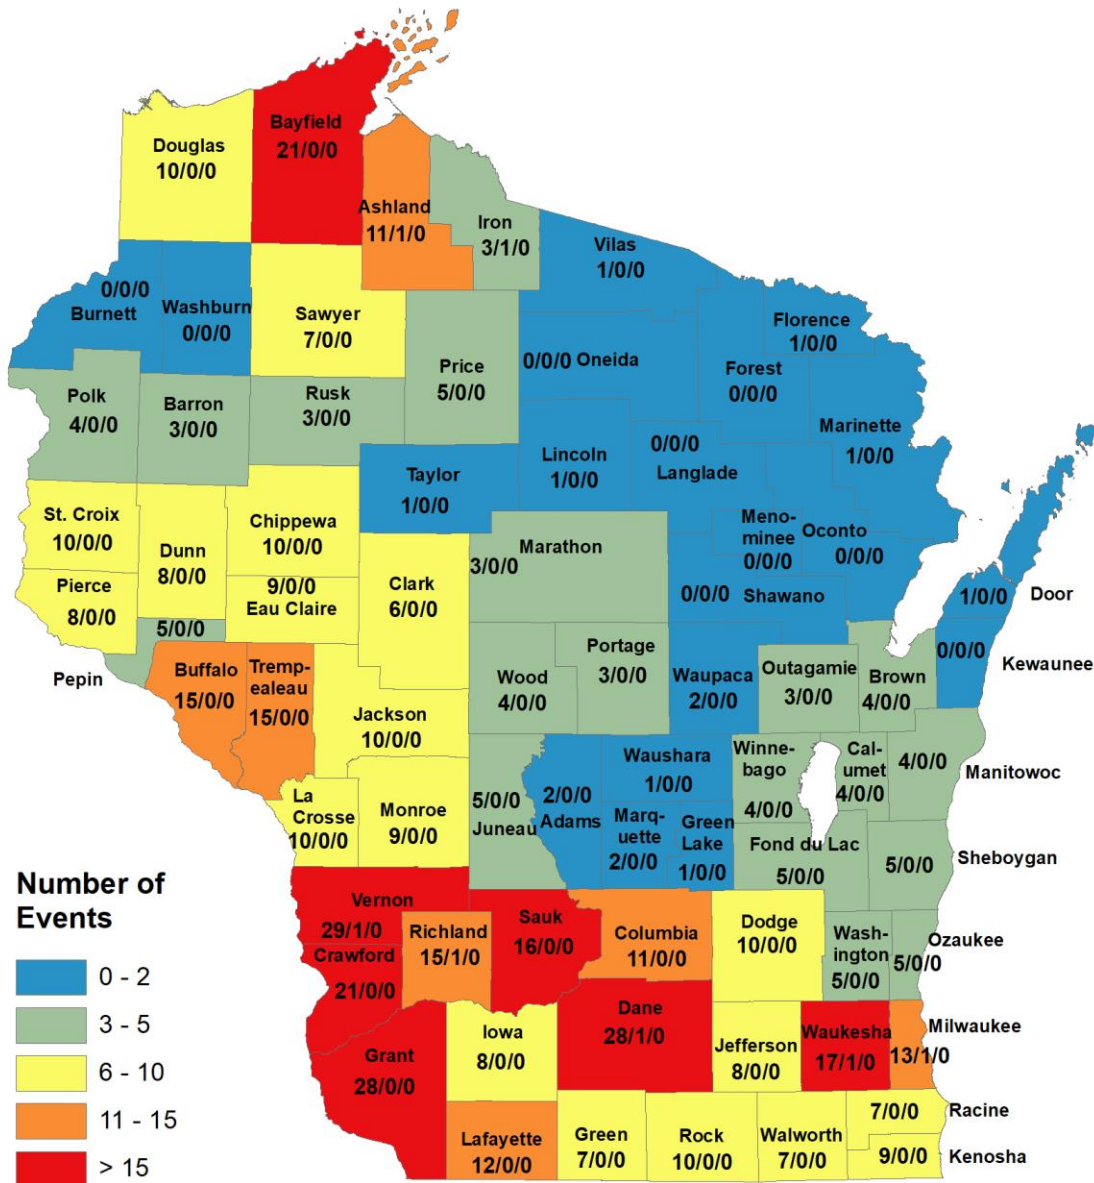 Bayfield
21/0/0
Douglas
10/0/0
Ashland
11/1/0
Iron
3/1/0
Vilas
1/0/0
0/0/0
Burnett
Washburn
0/0/0
Sawyer
7/0/0
Florence
1/0/0
Price
5/0/0
0/0/0 Oneida
Forest
0/0/0
Polk
4/0/0
Barron
3/0/0
Rusk
3/0/0
Marinette
1/0/0
Taylor
1/0/0
Lincoln
1/0/0
0/0/0
Langlade
St. Croix
10/0/0
Dunn
8/0/0
Chippewa
10/0/0
Marathon
3/0/0
Meno-
minee
0/0/0
Oconto
0/0/0
Pierce
8/0/0
9/0/0
Eau Claire
Clark
6/0/0
0/0/0 Shawano
1/0/0
Door
5/0/0
Pepin
Buffalo
15/0/0
Tremp-
ealeau
15/0/0
Wood
4/0/0
Portage
3/0/0
Waupaca
2/0/0
Outagamie
3/0/0
Brown
4/0/0
0/0/0
Kewaunee
Jackson
10/0/0
Waushara
1/0/0
Winne-
bago
4/0/0
Cal-
umet
4/0/0
4/0/0
Manitowoc
La
Crosse
10/0/0
Monroe
9/0/0
5/0/0
Juneau
2/0/0
Adams
Marq-
uette
2/0/0
Green
Lake
1/0/0
Fond du Lac
5/0/0
5/0/0
Sheboygan
Number of
Events
0 - 2
3 - 5
6 - 10
11 - 15
> 15
Vernon
29/1/0
Crawford
21/0/0
Richland
15/1/0
Sauk
16/0/0
Columbia
11/0/0
Dodge
10/0/0
Wash-
ington
5/0/0
Ozaukee
5/0/0
Grant
28/0/0
Iowa
8/0/0
Dane
28/1/0
Jefferson
8/0/0
Waukesha
17/1/0
Milwaukee
13/1/0
Lafayette
12/0/0
Green
7/0/0
Rock
10/0/0
Walworth
7/0/0
7/0/0
Racine
9/0/0
Kenosha